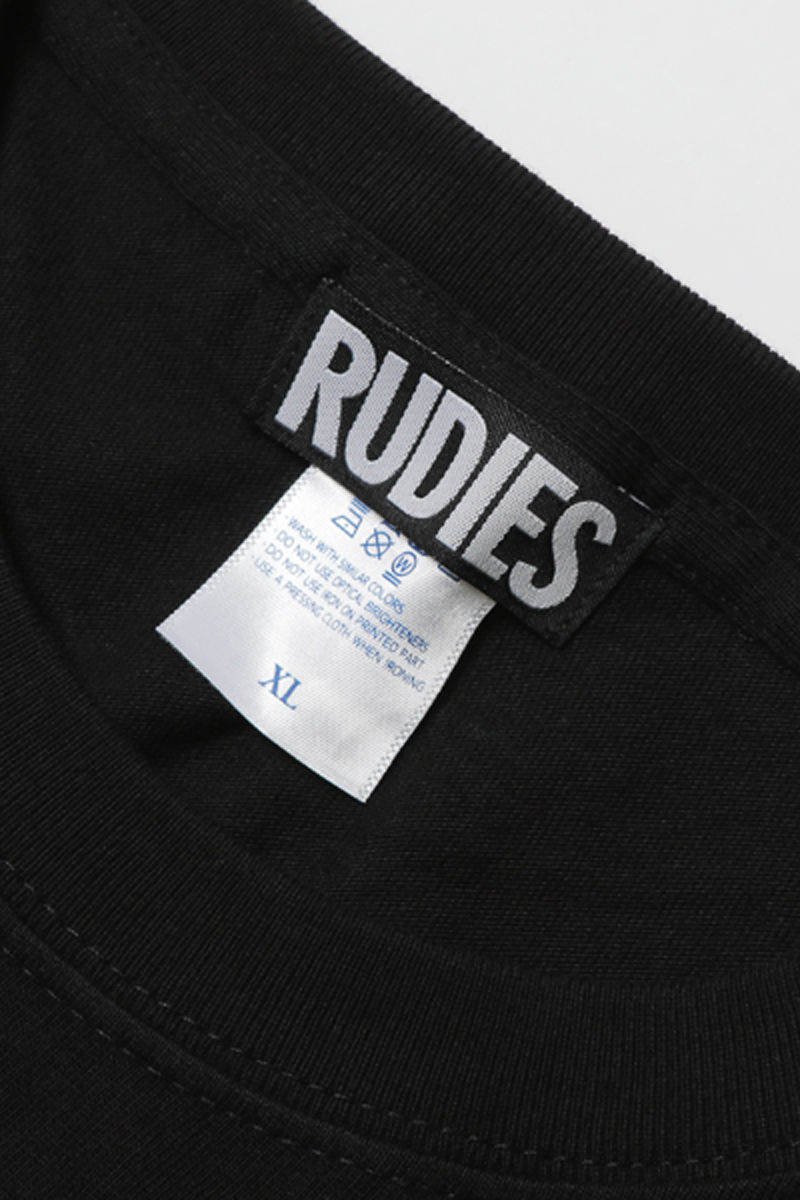 RUDIES
W
· WASH WITH SIMILAR COLORS
· DO NOT USE OPTICAL BRIGHTENERS
· DO NOT USE IRON ON PRINTED PART
USE A PRESSING CLOTH WHEN IRONING
XL